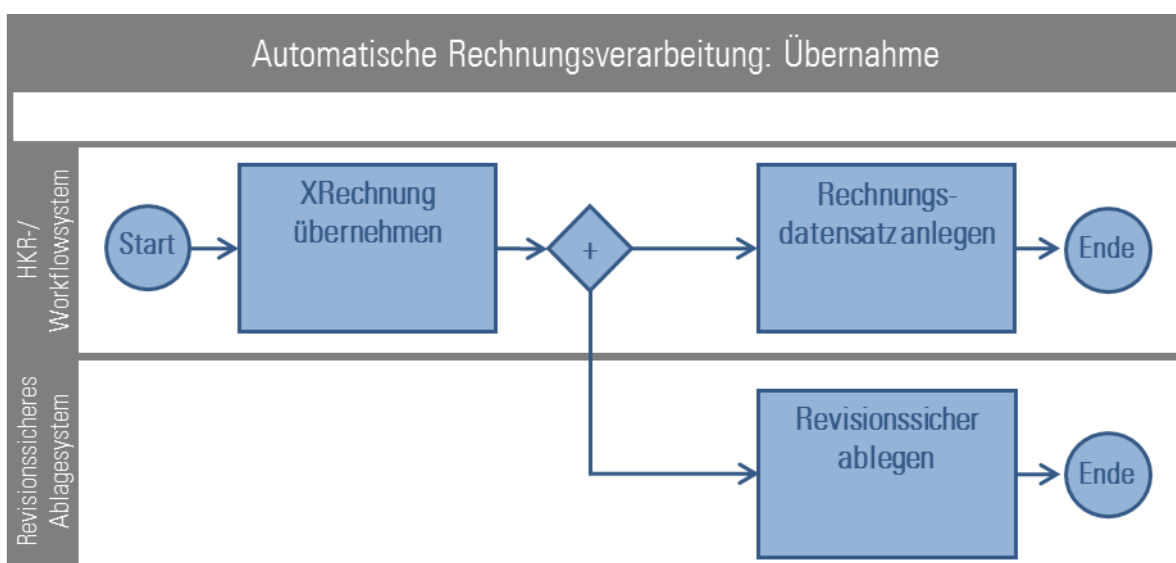 Automatische Rechnungsverarbeitung: Übernahme
HKR-/
Workflowsystem
Start
XRechnung
übernehmen
+
Rechnungs-
datensatz anlegen
Ende
Revisionssicheres
Ablagesystem
Revisionssicher
ablegen
Ende